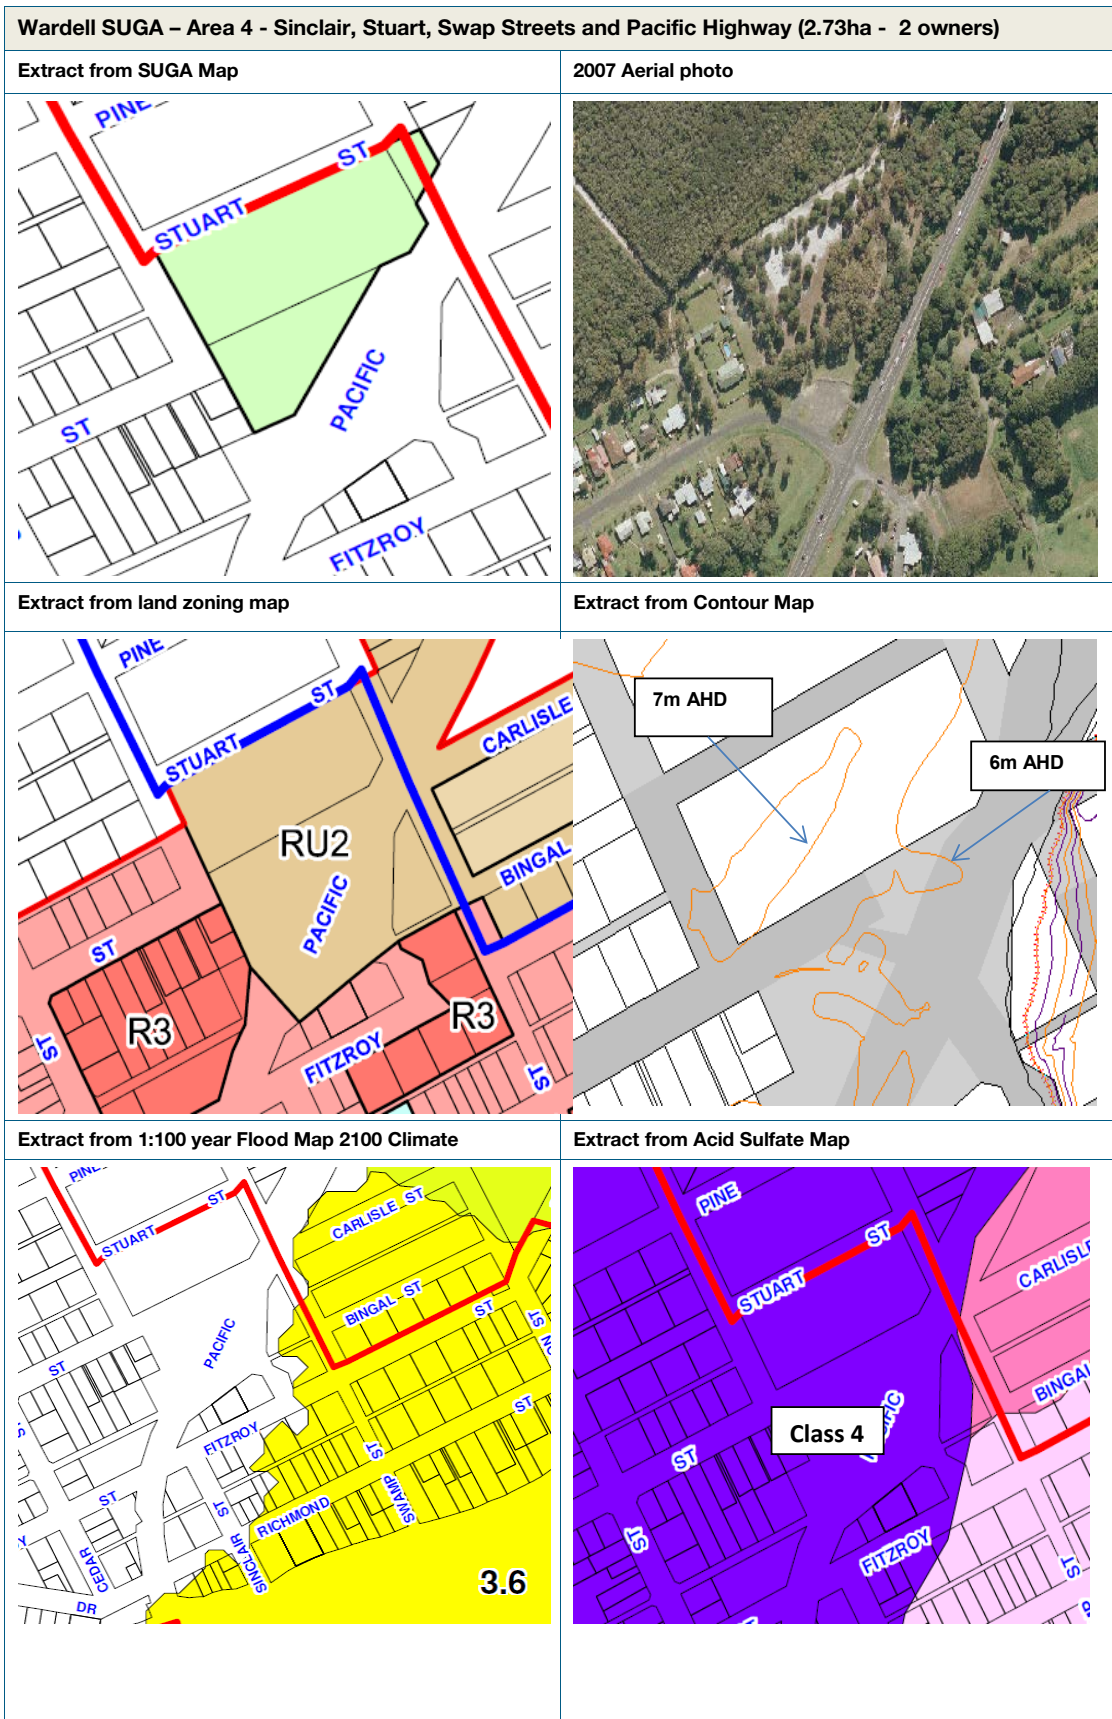 Wardell SUGA – Area 4 - Sinclair, Stuart, Swap Streets and Pacific Highway (2.73ha - 2 owners)
Extract from SUGA Map
2007 Aerial photo
PINE
STUART
ST
PACIFIC
ST
FITZROY
Extract from land zoning map
Extract from Contour Map
PINE
STUART
ST
CARLISLE
RU2
BINGAL
PACIFIC
ST
R3
R3
ST
FITZROY
ST
7m AHD
6m AHD
Extract from 1:100 year Flood Map 2100 Climate
Extract from Acid Sulfate Map
PINE
STUART
ST
CARLISLE ST
BINGAL ST
ST
PACIFIC
ST
FITZROY
ST
ST
ST
ST
RICHMOND
SWAMP
SINCLAIR
CEDAR
DR
3.6
PINE
STUART
ST
CARLISLE
BINGAL
Class 4
ST
FITZROY
ST
ST